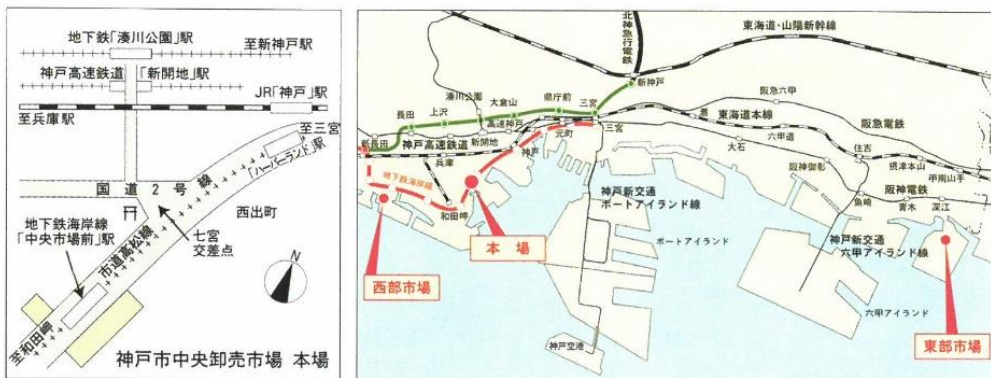 地下鉄「湊川公園」駅
至新神戸駅
神戸高速鉄道
「新開地」駅
JR「神戸」駅
至兵庫駅
至三宮
「ハーバーランド」駅
国道2号線
西出町
地下鉄海岸線
「中央市場前」駅
七宮
交差点
市道高松線
N
至和田岬
神戸市中央卸売市場 本場
北神急行電鉄
東海道・山陽新幹線
新神戸
湊川公園
大倉山
県庁前
三宮
長田
上沢
高速神戸
阪急六甲
灘
東海道本線
阪急電鉄
新長田
神戸高速鉄道
新開地
元町
三宮
大石
六甲道
住吉
摂津本山
甲南山手
兵庫
神戸
地下鉄海岸線
和田岬
阪神御影
阪神電鉄
魚崎
青木
深江
神戸新交通
ポートアイランド線
本場
西部市場
ポートアイランド
神戸新交通
六甲アイランド線
六甲アイランド
東部市場
神戸空港